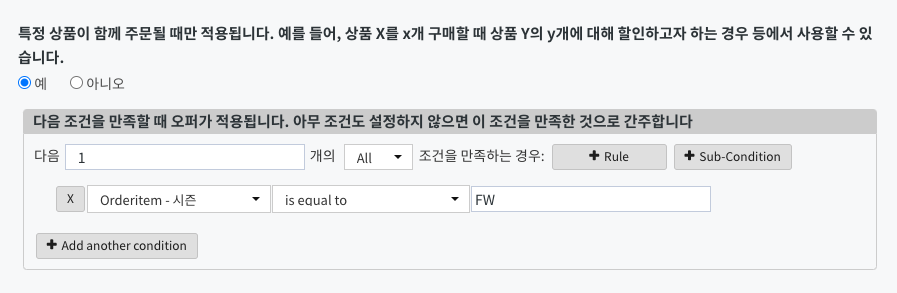 특정 상품이 함께 주문될 때만 적용됩니다. 예를 들어, 상품 X를 x개 구매할 때 상품 Y의 y개에 대해 할인하고자 하는 경우 등에서 사용할 수 있
습니다.
예 아니오
다음 조건을 만족할 때 오퍼가 적용됩니다. 아무 조건도 설정하지 않으면 이 조건을 만족한 것으로 간주합니다
다음 1 개의 All 조건을 만족하는 경우: + Rule + Sub-Condition
X Orderitem - 시즌 is equal to FW
+ Add another condition